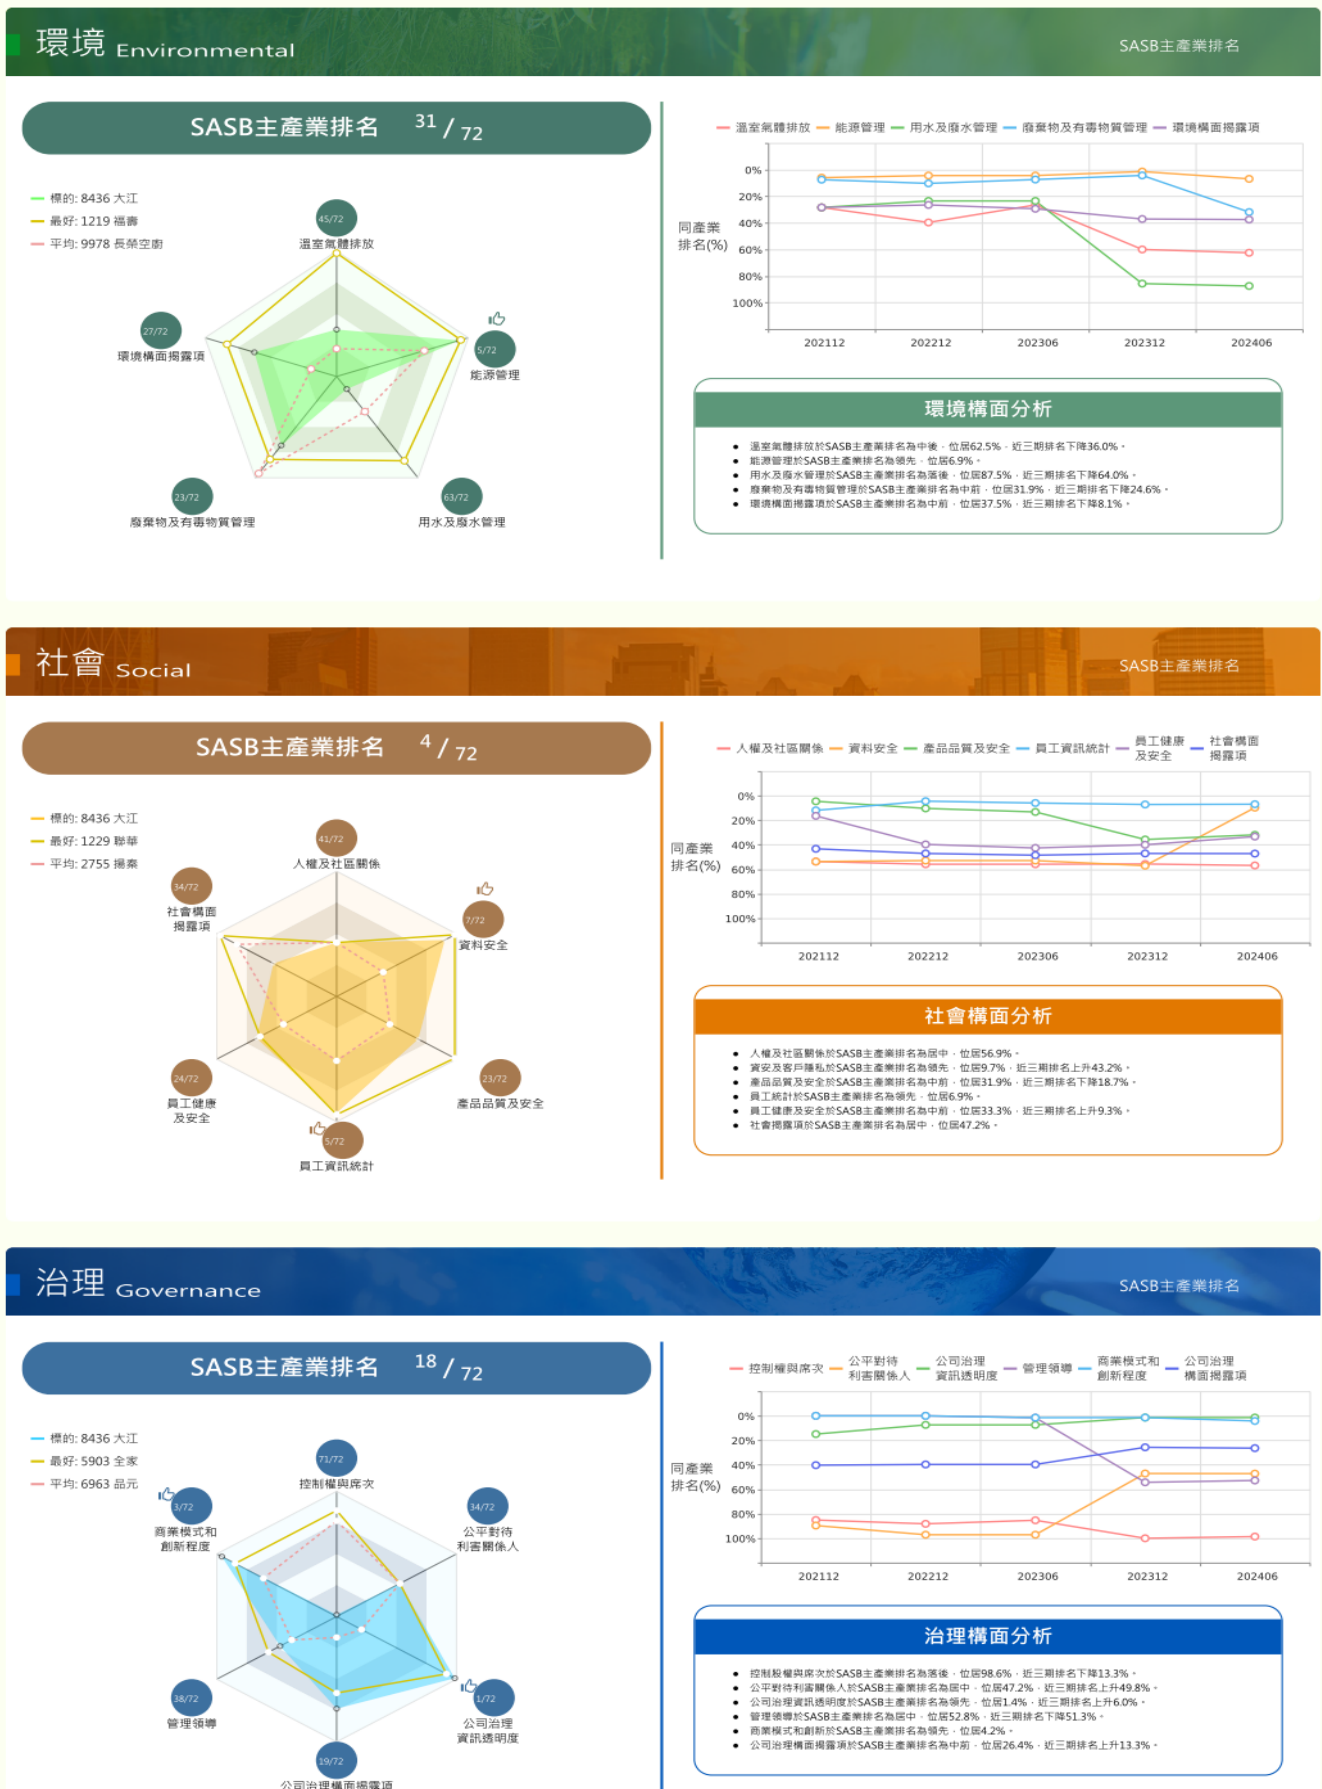 環境 Environmental
SASB主產業排名
SASB主產業排名 31 / 72
標的: 8436 大江
最好: 1219 福壽
平均: 9978 長榮空廚
45/72
溫室氣體排放
5/72
能源管理
63/72
用水及廢水管理
23/72
廢棄物及有毒物質管理
27/72
環境構面揭露項
溫室氣體排放 能源管理 用水及廢水管理 廢棄物及有毒物質管理 環境構面揭露項
同產業
排名(%)
0%
20%
40%
60%
80%
100%
202112 202212 202306 202312 202406
環境構面分析
溫室氣體排放於SASB主產業排名為中後，位居62.5%，近三期排名下降36.0%。
能源管理於SASB主產業排名為領先，位居6.9%。
用水及廢水管理於SASB主產業排名為落後，位居87.5%，近三期排名下降64.0%。
廢棄物及有毒物質管理於SASB主產業排名為中前，位居31.9%，近三期排名下降24.6%。
環境構面揭露項於SASB主產業排名為中前，位居37.5%，近三期排名下降8.1%。
社會 Social
SASB主產業排名
SASB主產業排名 4 / 72
標的: 8436 大江
最好: 1229 聯華
平均: 2755 揚秦
41/72
人權及社區關係
7/72
資料安全
23/72
產品品質及安全
5/72
員工資訊統計
24/72
員工健康
及安全
34/72
社會構面
揭露項
人權及社區關係 資料安全 產品品質及安全 員工資訊統計 員工健康及安全 社會構面揭露項
同產業
排名(%)
0%
20%
40%
60%
80%
100%
202112 202212 202306 202312 202406
社會構面分析
人權及社區關係於SASB主產業排名為居中，位居56.9%。
資安及客戶隱私於SASB主產業排名為領先，位居9.7%，近三期排名上升43.2%。
產品品質及安全於SASB主產業排名為中前，位居31.9%，近三期排名下降18.7%。
員工統計於SASB主產業排名為領先，位居6.9%。
員工健康及安全於SASB主產業排名為中前，位居33.3%，近三期排名上升9.3%。
社會揭露項於SASB主產業排名為居中，位居47.2%。
治理 Governance
SASB主產業排名
SASB主產業排名 18 / 72
標的: 8436 大江
最好: 5903 全家
平均: 6963 品元
71/72
控制權與席次
34/72
公平對待
利害關係人
1/72
公司治理
資訊透明度
19/72
公司治理構面揭露項
38/72
管理領導
3/72
商業模式和
創新程度
控制權與席次 公平對待利害關係人 公司治理資訊透明度 管理領導 商業模式和創新程度 公司治理構面揭露項
同產業
排名(%)
0%
20%
40%
60%
80%
100%
202112 202212 202306 202312 202406
治理構面分析
控制股權與席次於SASB主產業排名為落後，位居98.6%，近三期排名下降13.3%。
公平對待利害關係人於SASB主產業排名為居中，位居47.2%，近三期排名上升49.8%。
公司治理資訊透明度於SASB主產業排名為領先，位居1.4%，近三期排名上升6.0%。
管理領導於SASB主產業排名為居中，位居52.8%，近三期排名下降51.3%。
商業模式和創新於SASB主產業排名為領先，位居4.2%。
公司治理構面揭露項於SASB主產業排名為中前，位居26.4%，近三期排名上升13.3%。